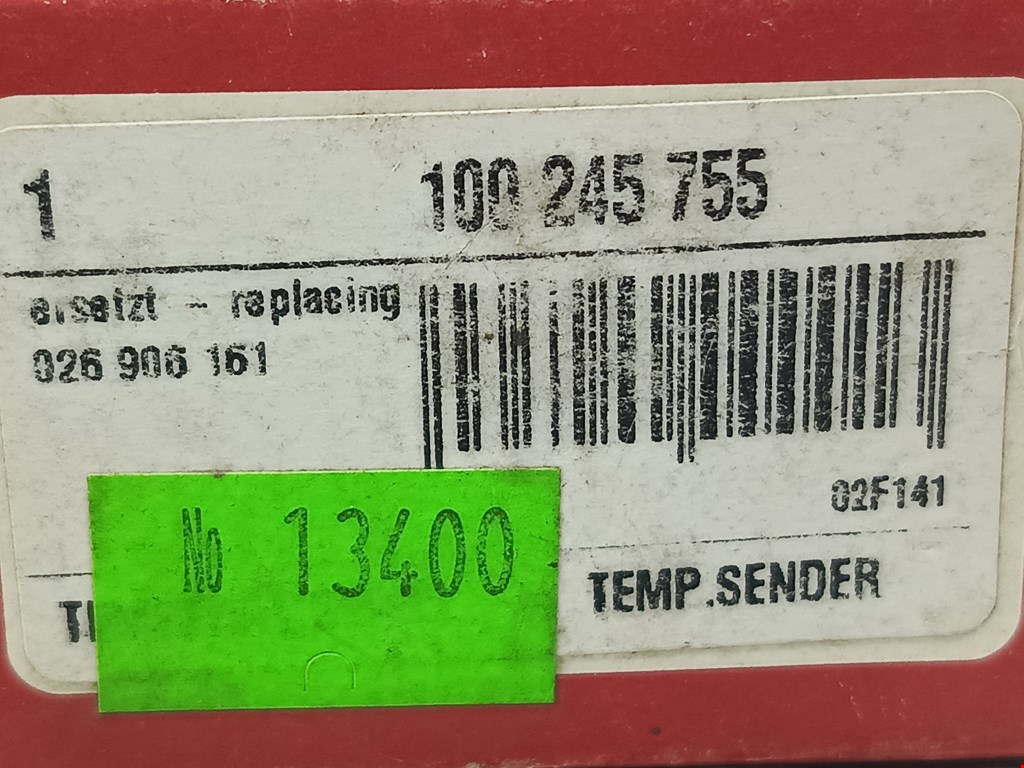 1 100 245 755
ersetzt - replacing
026 906 161
02F141
№ 13400
TEMP.SENDER